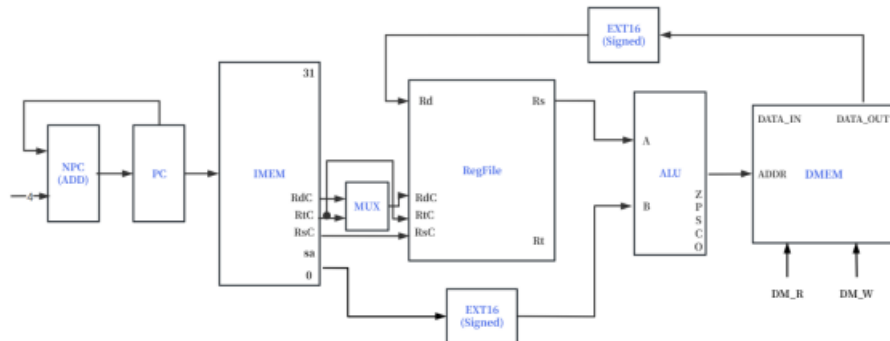 EXT16
(Signed)
31
Rd
Rs
DATA_IN
DATA_OUT
NPC
(ADD)
PC
IMEM
RegFile
A
ALU
ADDR
DMEM
4
RdC
MUX
RdC
Z
RtC
RtC
B
P
RsC
RsC
S
sa
Rt
C
0
O
EXT16
(Signed)
DM_R
DM_W